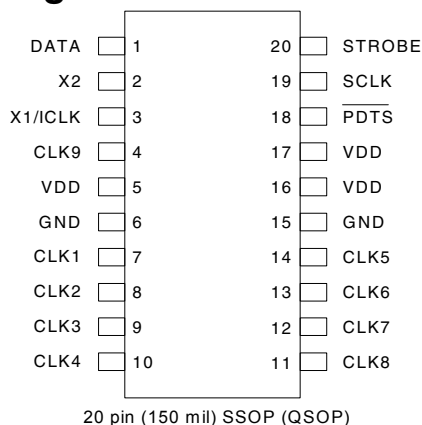 DATA 1 20 STROBE
X2 2 19 SCLK
X1/ICLK 3 18 PDTS
CLK9 4 17 VDD
VDD 5 16 VDD
GND 6 15 GND
CLK1 7 14 CLK5
CLK2 8 13 CLK6
CLK3 9 12 CLK7
CLK4 10 11 CLK8
20 pin (150 mil) SSOP (QSOP)